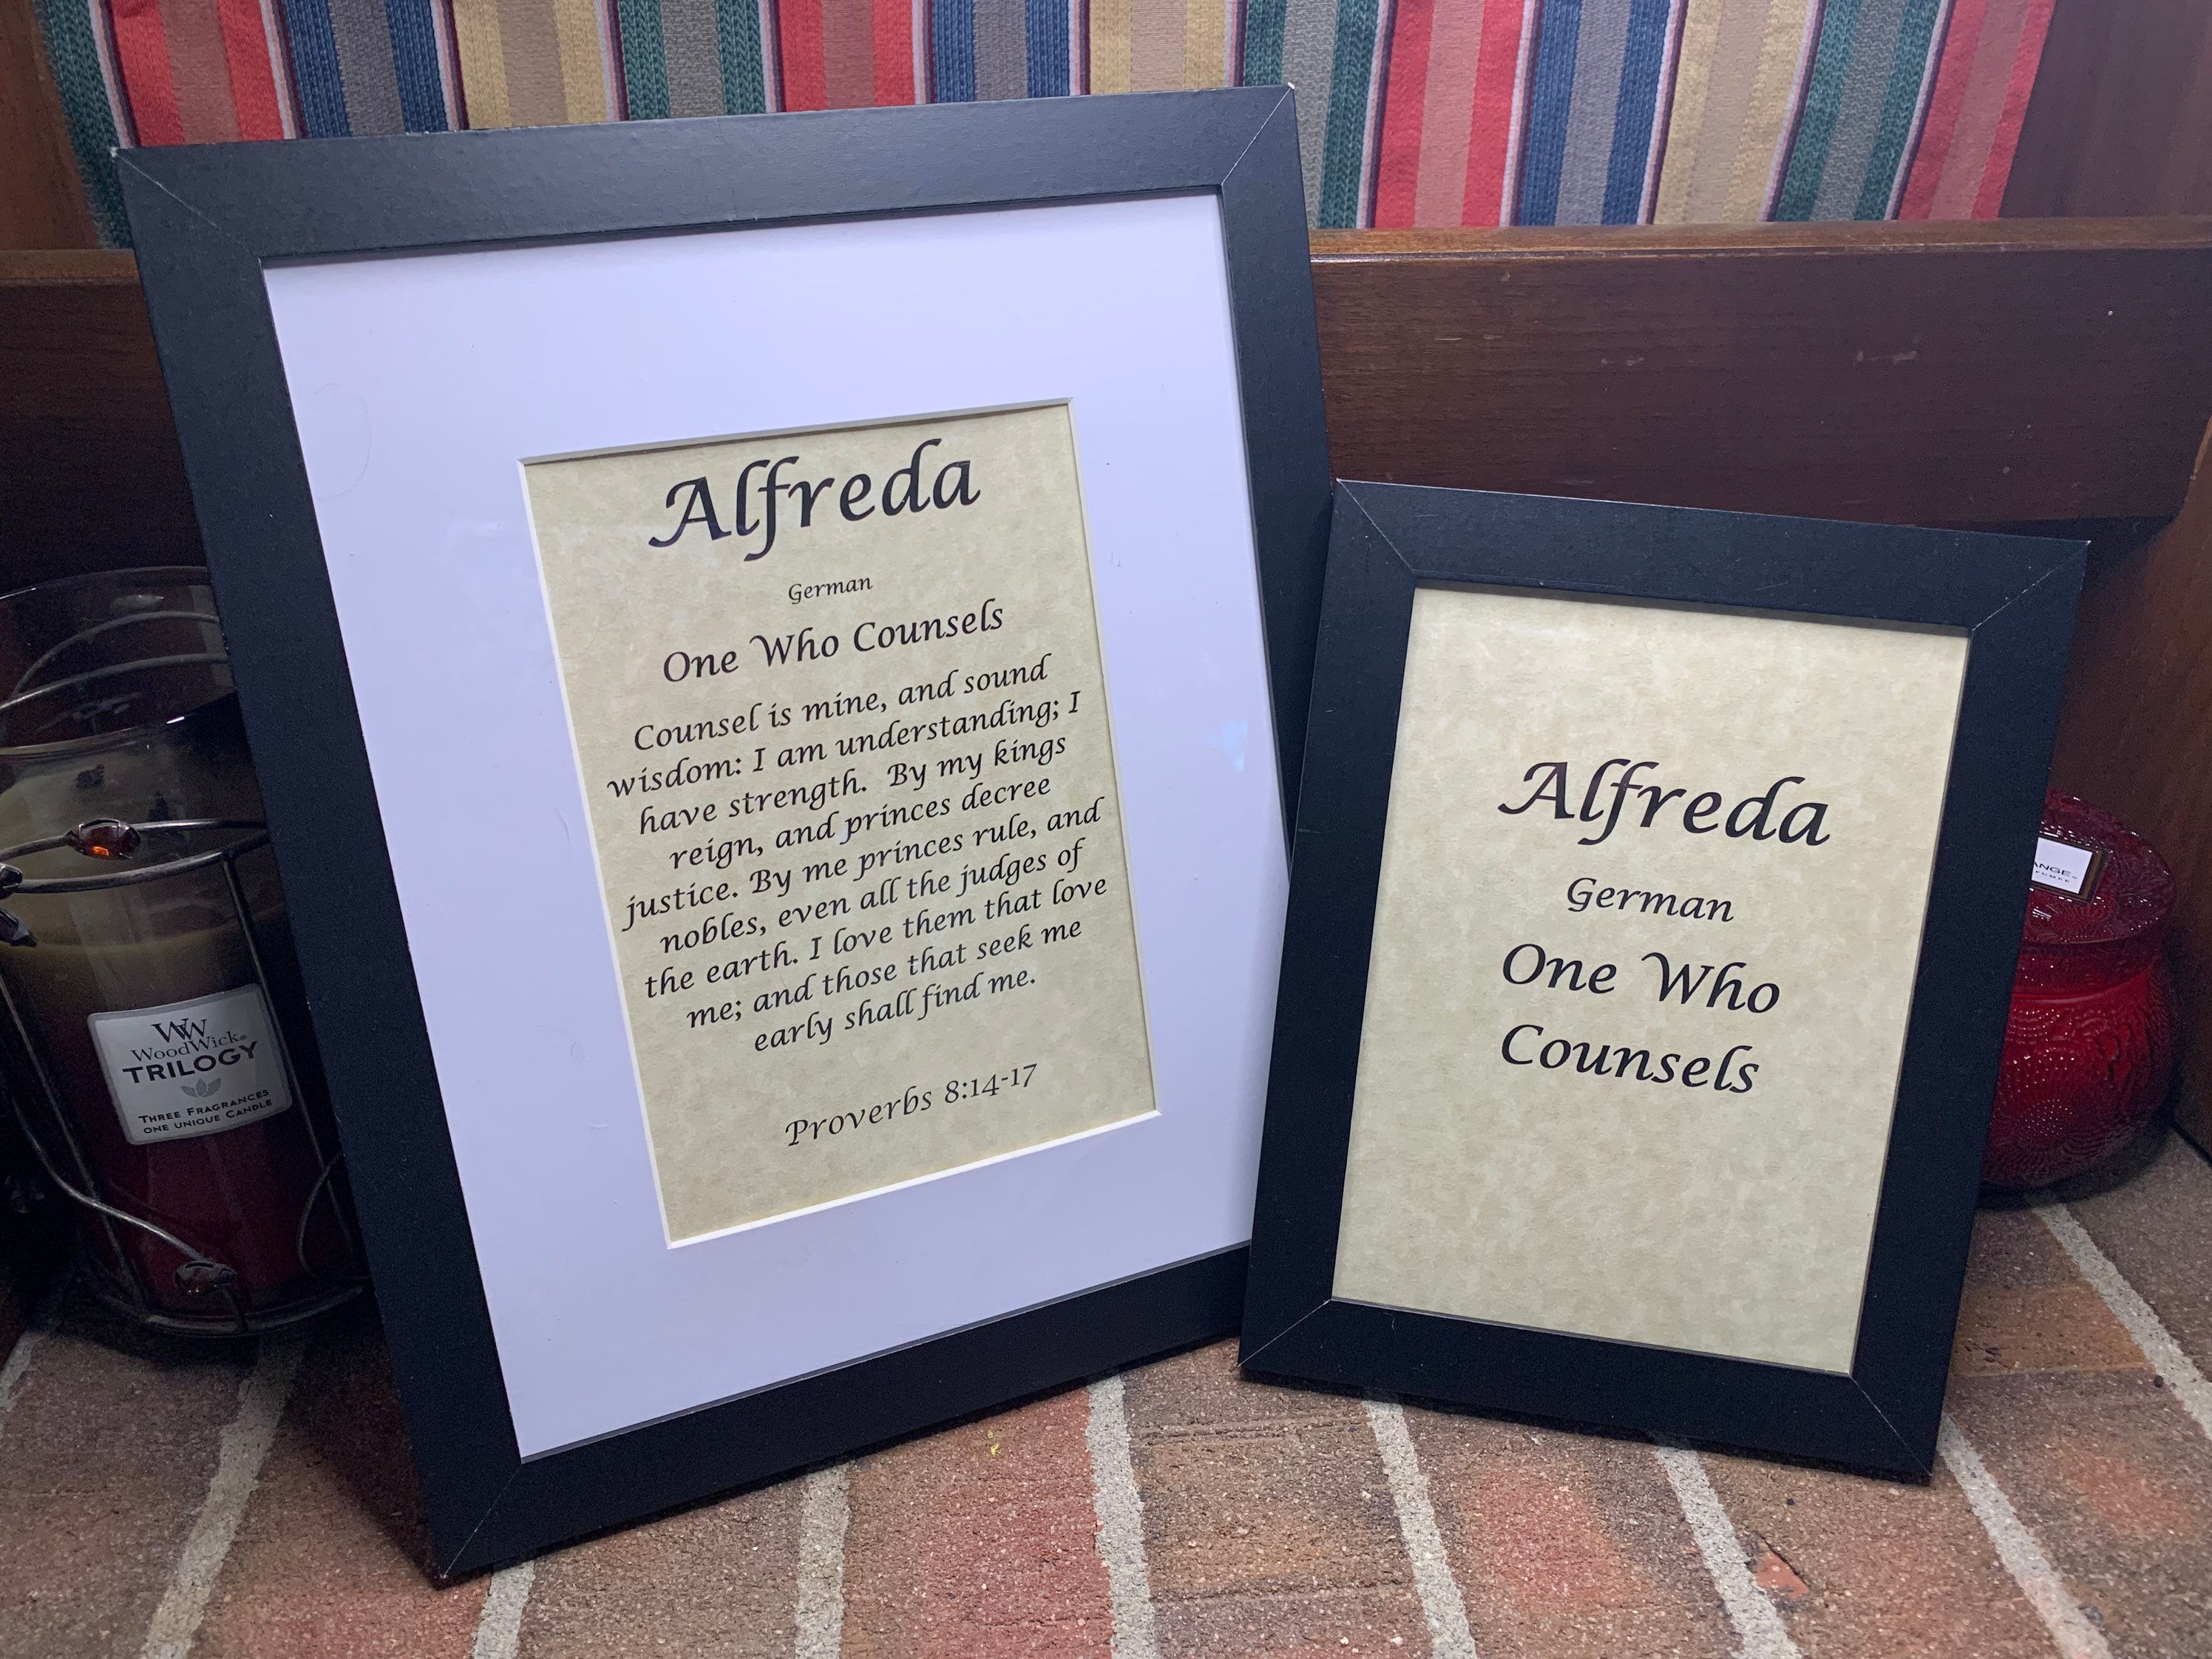 Alfreda
German
One Who Counsels
Counsel is mine, and sound
wisdom: I am understanding; I
have strength. By my kings
reign, and princes decree
justice. By me princes rule, and
nobles, even all the judges of
the earth. I love them that love
me; and those that seek me
early shall find me.
Proverbs 8:14-17
Alfreda
German
One Who
Counsels
WW
WoodWick®
TRILOGY
THREE FRAGRANCES
ONE UNIQUE CANDLE